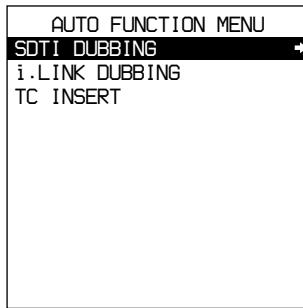 AUTO FUNCTION MENU
SDTI DUBBING →
i.LINK DUBBING
TC INSERT